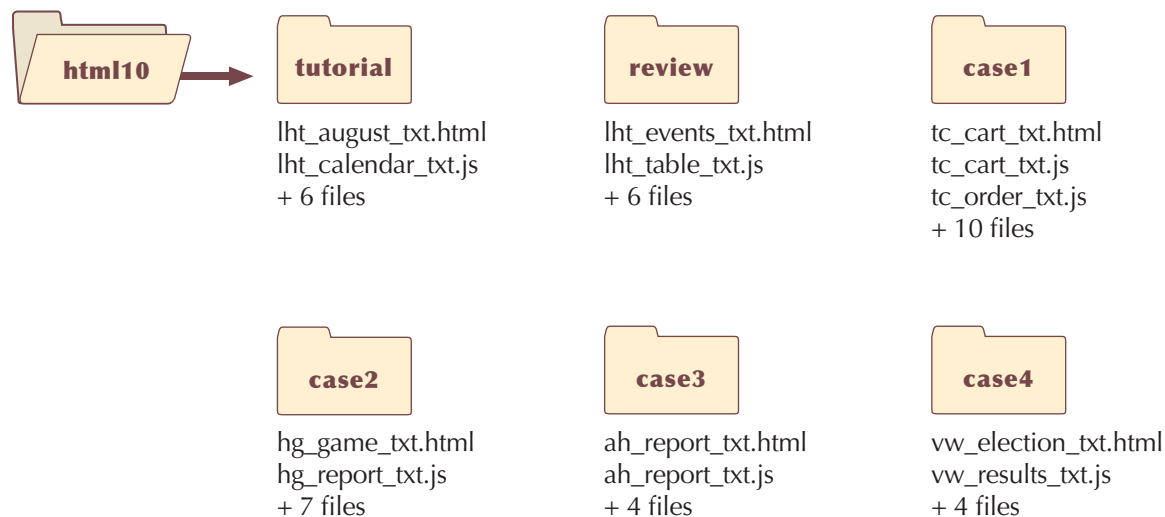 html10
tutorial
lht_august_txt.html
lht_calendar_txt.js
+ 6 files
review
lht_events_txt.html
lht_table_txt.js
+ 6 files
case1
tc_cart_txt.html
tc_cart_txt.js
tc_order_txt.js
+ 10 files
case2
hg_game_txt.html
hg_report_txt.js
+ 7 files
case3
ah_report_txt.html
ah_report_txt.js
+ 4 files
case4
vw_election_txt.html
vw_results_txt.js
+ 4 files